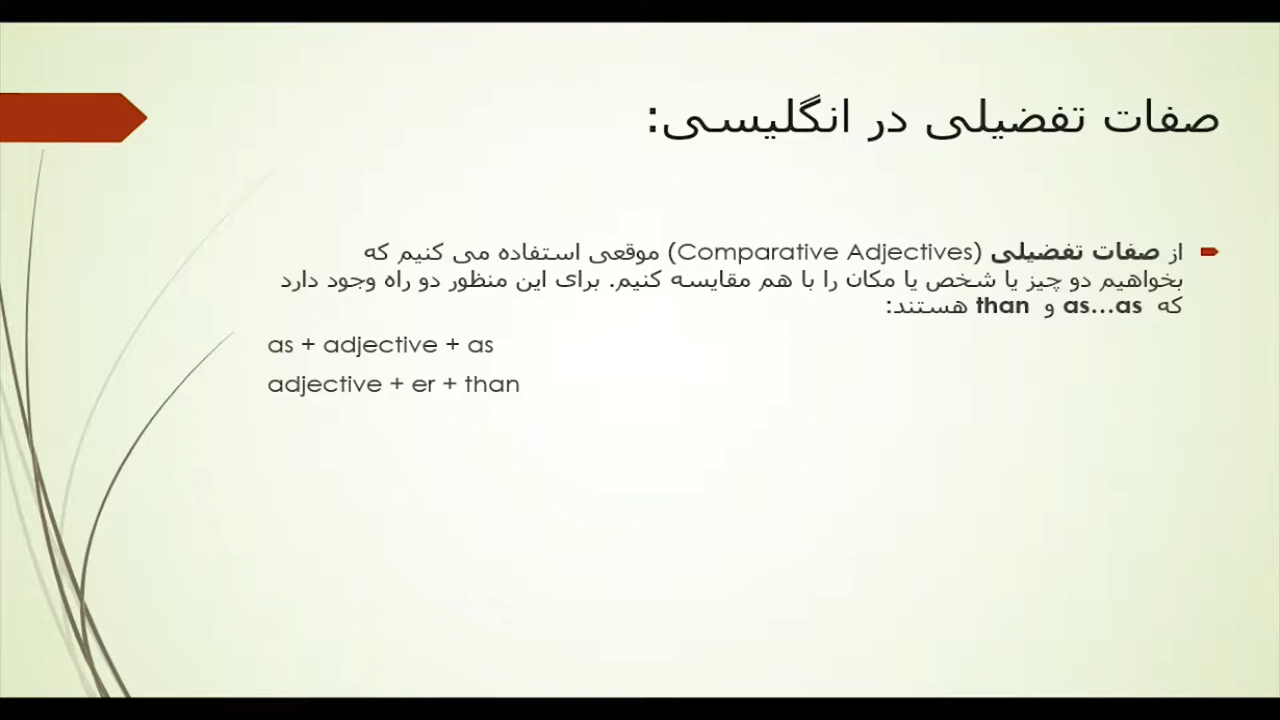 صفات تفضیلی در انگلیسی:
از صفات تفضیلی (Comparative Adjectives) موقعی استفاده می کنیم که
بخواهیم دو چیز یا شخص یا مکان را با هم مقایسه کنیم. برای این منظور دو راه وجود دارد
که as...as و than هستند:
as + adjective + as
adjective + er + than